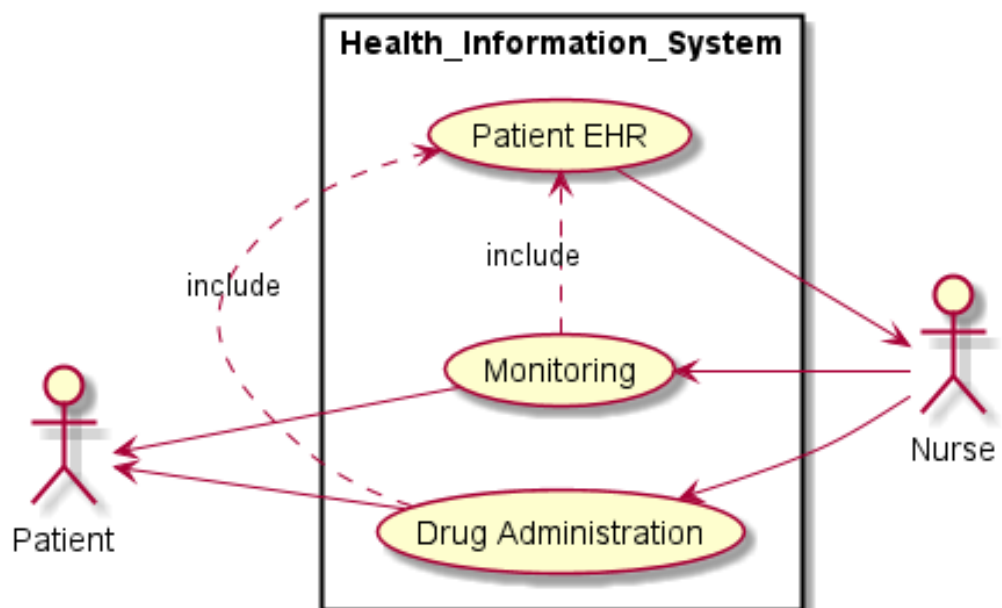 Health_Information_System
Patient EHR
include
include
Monitoring
Nurse
Patient
Drug Administration